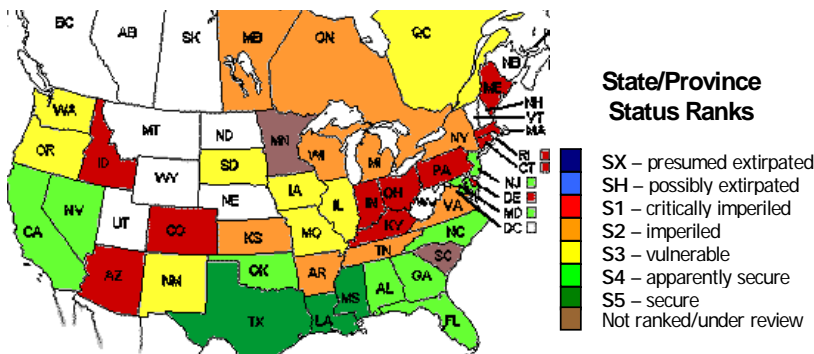 BC
AB
SK
MB
ON
QC
NB
ME
NH
VT
MA
WA
MT
ND
MN
OR
ID
SD
WI
MI
NY
RI
CT
WY
IA
PA
NJ
NE
IL
IN
OH
DE
NV
UT
WV
VA
MD
CA
CO
KS
MO
KY
DC
NC
TN
AZ
NM
OK
AR
SC
MS
AL
GA
TX
LA
FL
State/Province
Status Ranks
SX – presumed extirpated
SH – possibly extirpated
S1 – critically imperiled
S2 – imperiled
S3 – vulnerable
S4 – apparently secure
S5 – secure
Not ranked/under review